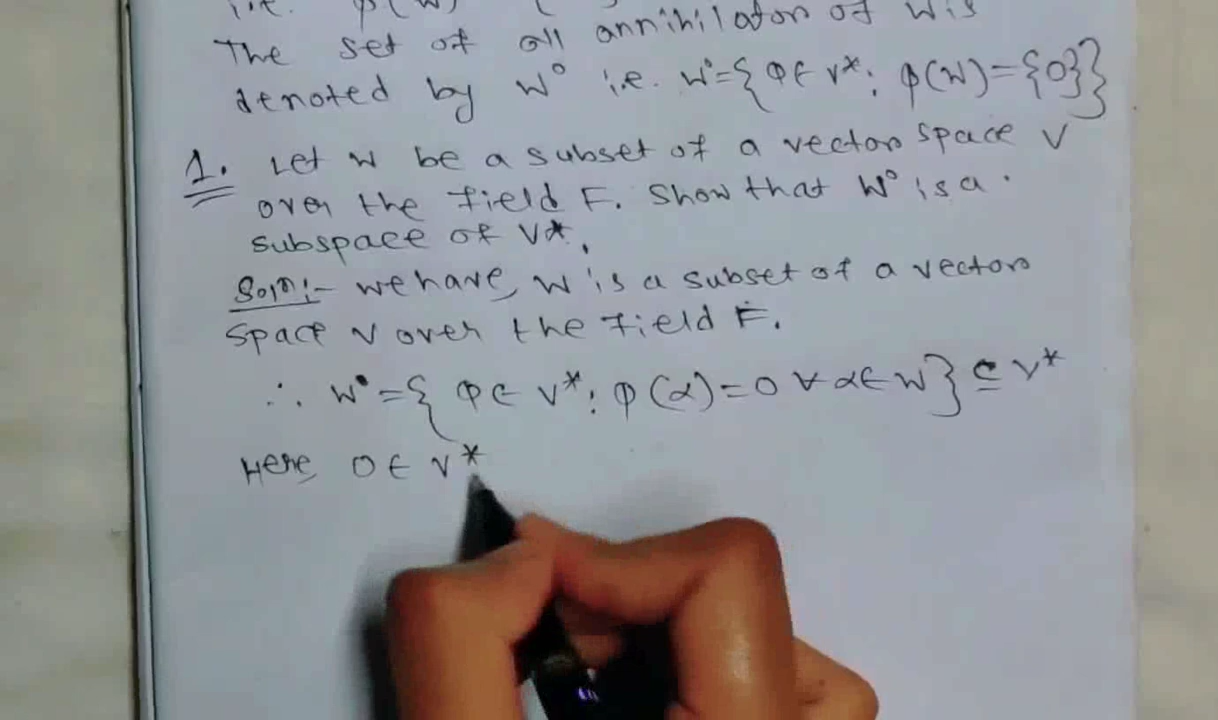 i.e. φ(W)
The set of all annihilator of W is
denoted by W° i.e. W°={ φ∈ V*: φ(W)={0}}
1. Let W be a subset of a vector space V
over the field F. Show that W° is a
subspace of V*.
Soln:- we have, W is a subset of a vector
space V over the field F.
∴ W°={ φ∈ V*: φ(α)=0 ∀ α∈ W} ⊆ V*
Here, 0 ∈ V*